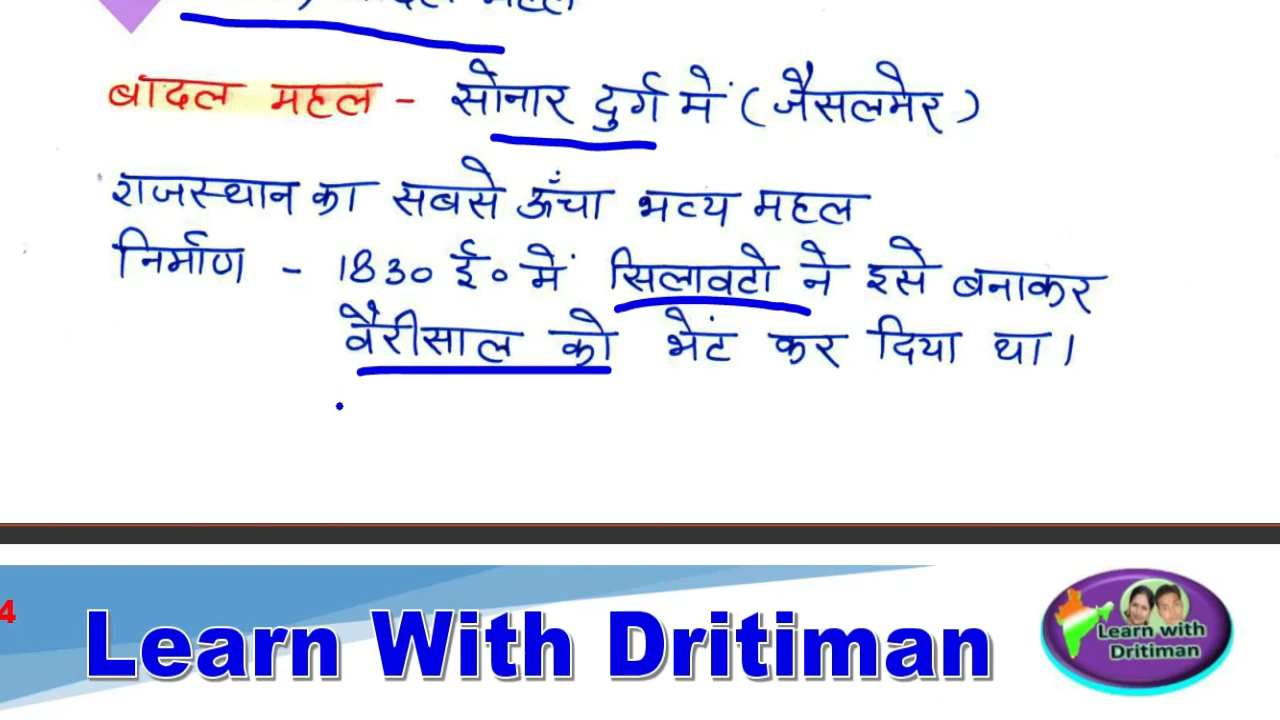 बादल महल - सोनार दुर्ग में (जैसलमेर)
राजस्थान का सबसे ऊँचा भव्य महल
निर्माण - 1830 ई० में सिलावटो ने इसे बनाकर
वैरीसाल को भेंट कर दिया था।
4
Learn With Dritiman
Learn with
Dritiman